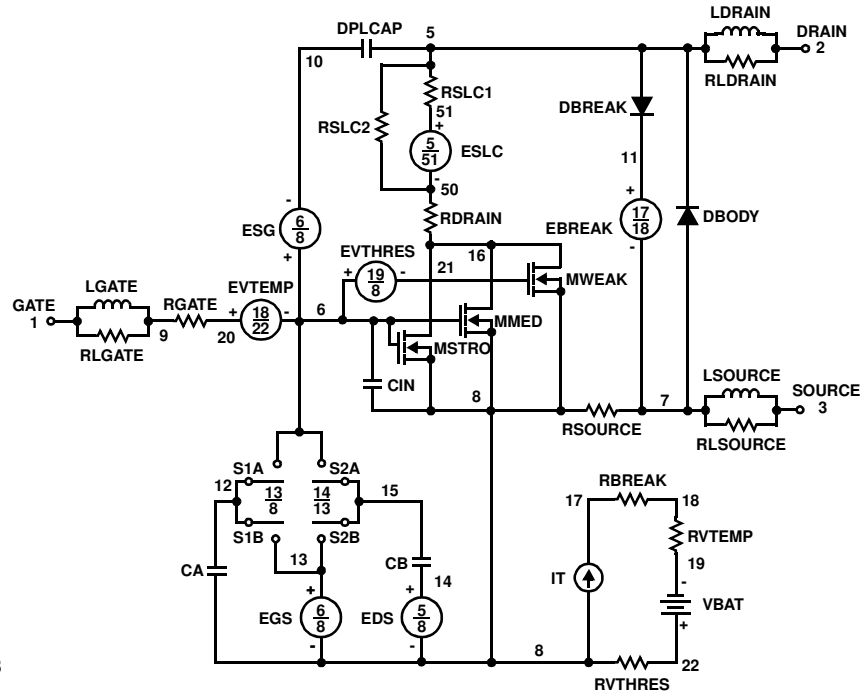 LDRAIN
DPLCAP 5 DRAIN
10 2
RSLC1 RLDRAIN
51 DBREAK
+
RSLC2
5
51 ESLC
11
-
50
- +
RDRAIN 17
18
6
8
ESG EBREAK DBODY
EVTHRES 16 -
+ 21
+ 19
8 - MWEAK
LGATE EVTEMP
GATE RGATE + 18
22 - 6
1 MMED
9 20 MSTRO
RLGATE
CIN LSOURCE
8 7 SOURCE
3
RSOURCE
RLSOURCE
S1A S2A
12 13
8 14
13 15 RBREAK
17 18
S1B S2B
RVTEMP
13 CB
CA 19
IT
14 -
+ +
VBAT
EGS 6
8 EDS 5
8
+
- - 8
22
RVTHRES